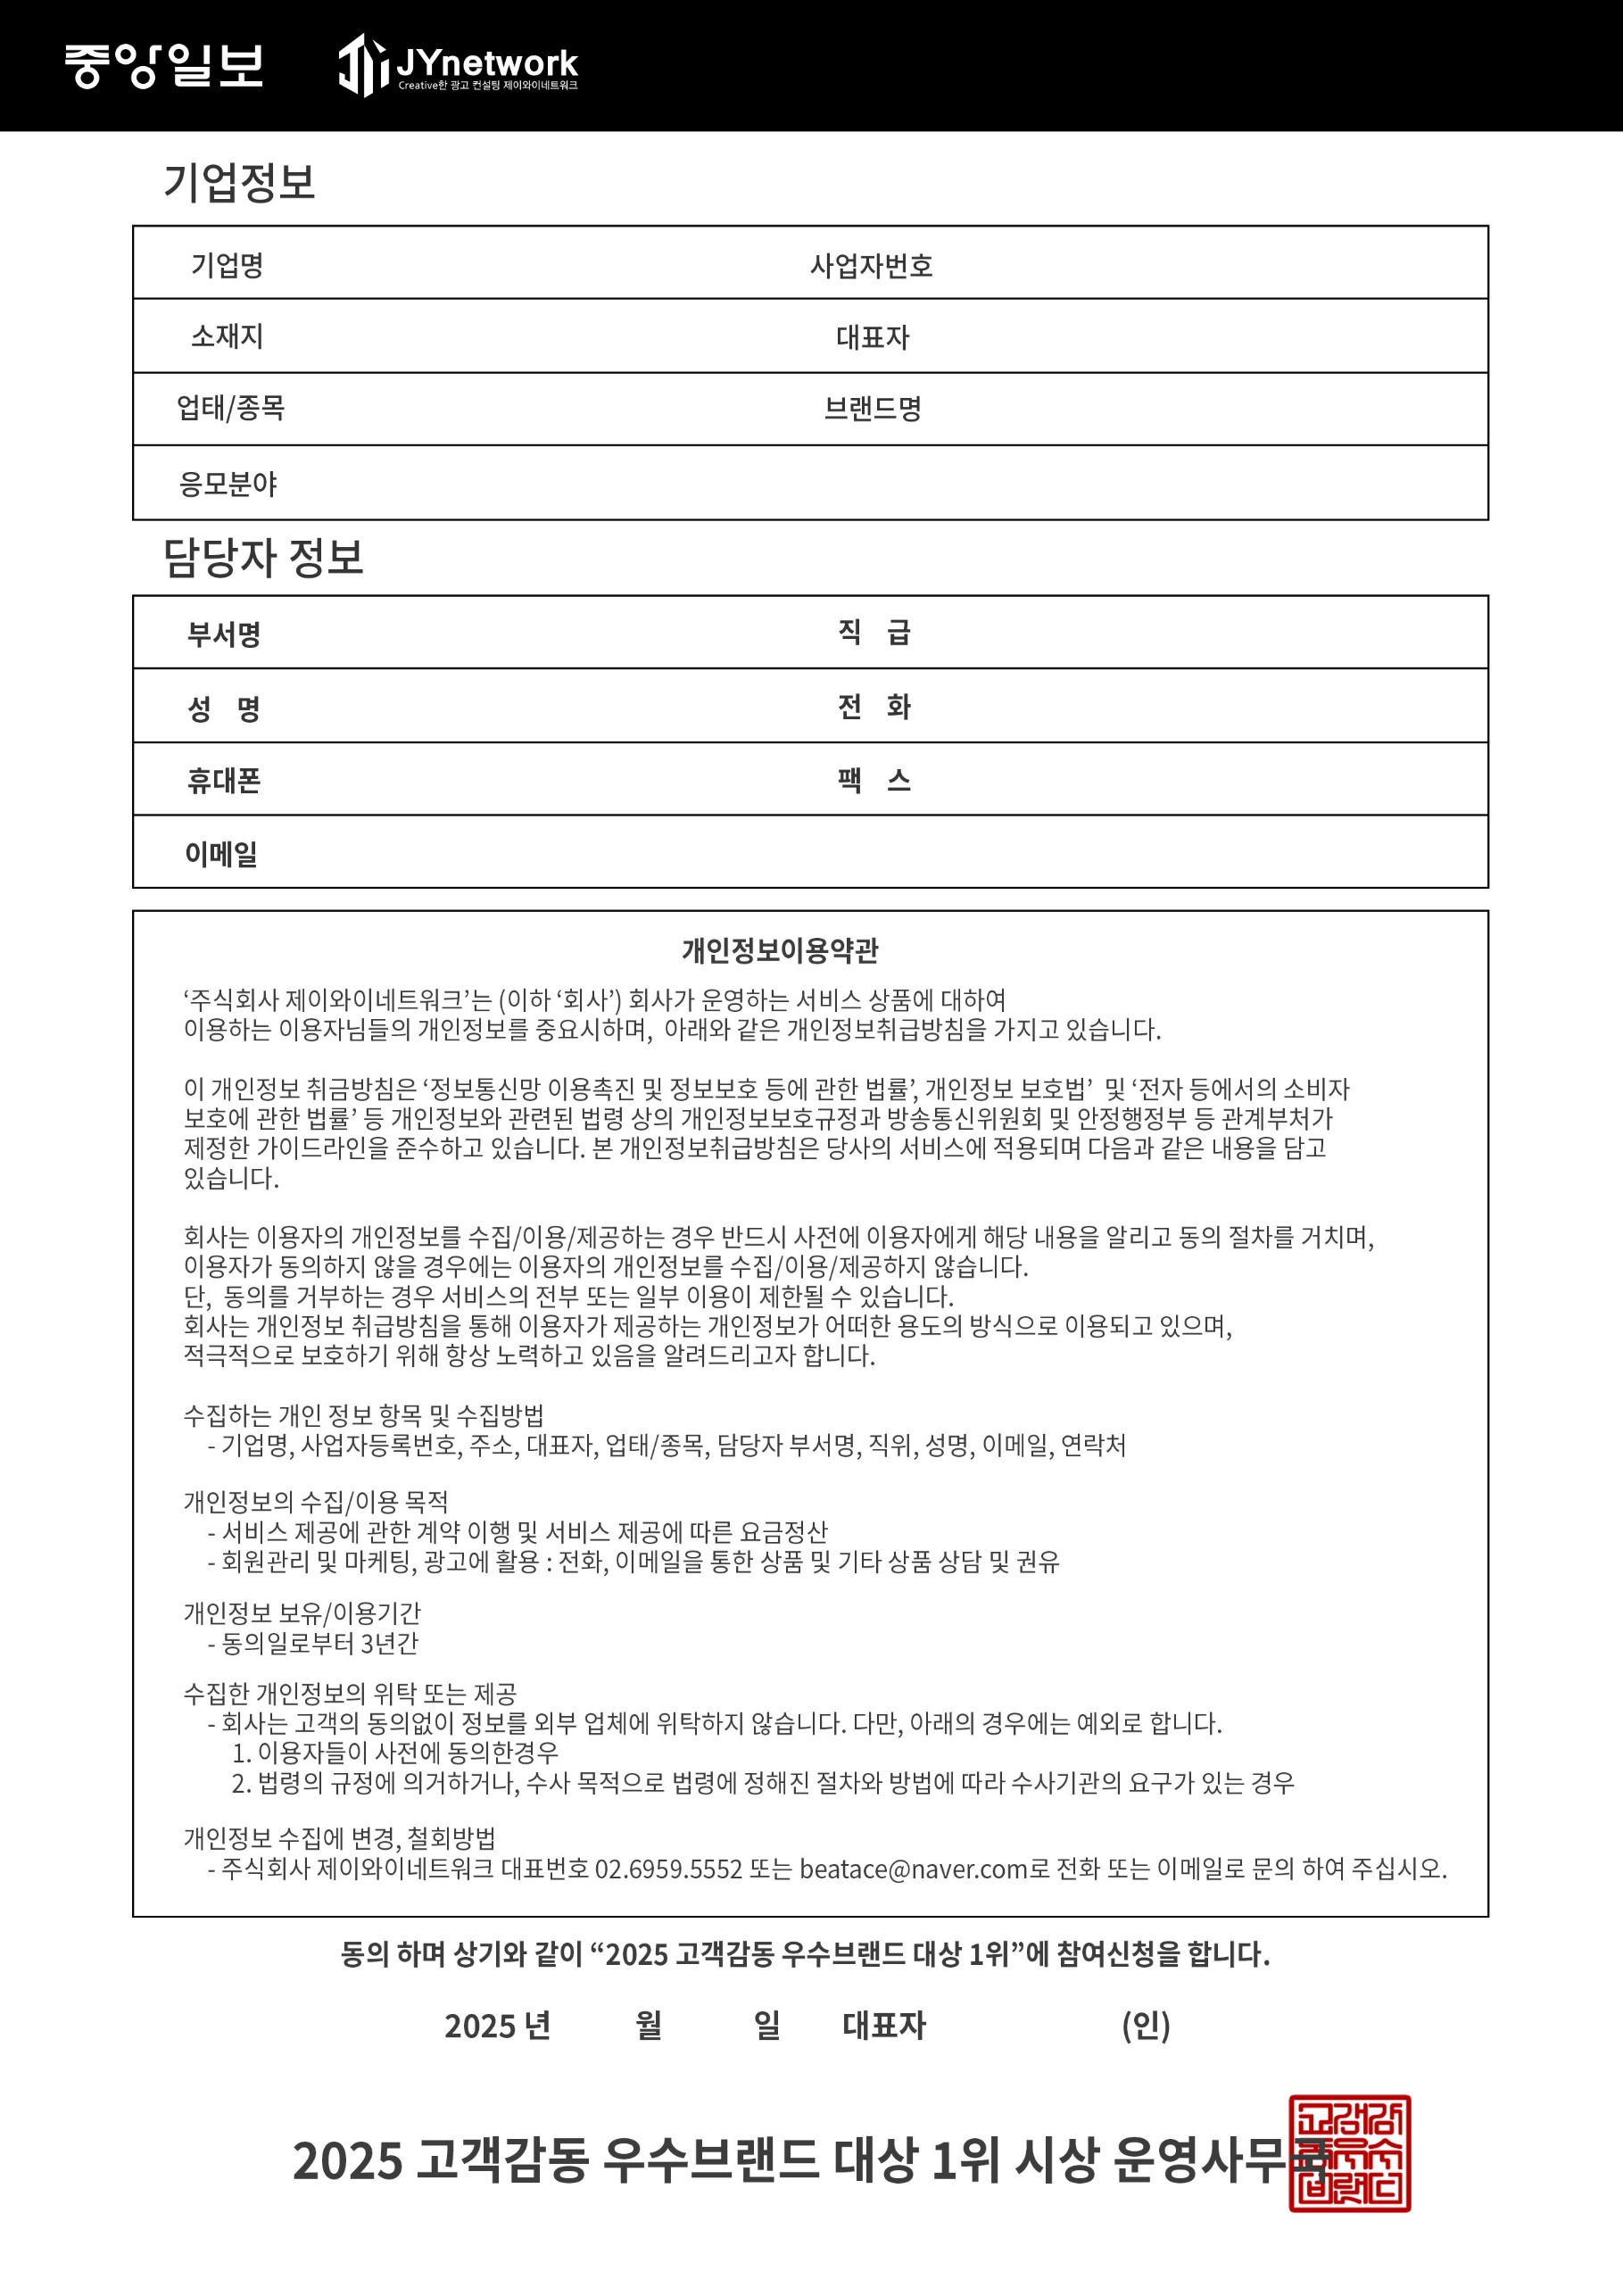 중앙일보 JYnetwork
Creative한 광고 컨설팅 제이와이네트워크
기업정보
기업명 사업자번호
소재지 대표자
업태/종목 브랜드명
응모분야
담당자 정보
부서명 직 급
성 명 전 화
휴대폰 팩 스
이메일
개인정보이용약관
‘주식회사 제이와이네트워크’는 (이하 ‘회사’) 회사가 운영하는 서비스 상품에 대하여
이용하는 이용자님들의 개인정보를 중요시하며, 아래와 같은 개인정보취급방침을 가지고 있습니다.
이 개인정보 취금방침은 ‘정보통신망 이용촉진 및 정보보호 등에 관한 법률’, 개인정보 보호법’ 및 ‘전자 등에서의 소비자
보호에 관한 법률’ 등 개인정보와 관련된 법령 상의 개인정보보호규정과 방송통신위원회 및 안정행정부 등 관계부처가
제정한 가이드라인을 준수하고 있습니다. 본 개인정보취급방침은 당사의 서비스에 적용되며 다음과 같은 내용을 담고
있습니다.
회사는 이용자의 개인정보를 수집/이용/제공하는 경우 반드시 사전에 이용자에게 해당 내용을 알리고 동의 절차를 거치며,
이용자가 동의하지 않을 경우에는 이용자의 개인정보를 수집/이용/제공하지 않습니다.
단, 동의를 거부하는 경우 서비스의 전부 또는 일부 이용이 제한될 수 있습니다.
회사는 개인정보 취급방침을 통해 이용자가 제공하는 개인정보가 어떠한 용도의 방식으로 이용되고 있으며,
적극적으로 보호하기 위해 항상 노력하고 있음을 알려드리고자 합니다.
수집하는 개인 정보 항목 및 수집방법
- 기업명, 사업자등록번호, 주소, 대표자, 업태/종목, 담당자 부서명, 직위, 성명, 이메일, 연락처
개인정보의 수집/이용 목적
- 서비스 제공에 관한 계약 이행 및 서비스 제공에 따른 요금정산
- 회원관리 및 마케팅, 광고에 활용 : 전화, 이메일을 통한 상품 및 기타 상품 상담 및 권유
개인정보 보유/이용기간
- 동의일로부터 3년간
수집한 개인정보의 위탁 또는 제공
- 회사는 고객의 동의없이 정보를 외부 업체에 위탁하지 않습니다. 다만, 아래의 경우에는 예외로 합니다.
1. 이용자들이 사전에 동의한경우
2. 법령의 규정에 의거하거나, 수사 목적으로 법령에 정해진 절차와 방법에 따라 수사기관의 요구가 있는 경우
개인정보 수집에 변경, 철회방법
- 주식회사 제이와이네트워크 대표번호 02.6959.5552 또는 beatace@naver.com로 전화 또는 이메일로 문의 하여 주십시오.
동의 하며 상기와 같이 “2025 고객감동 우수브랜드 대상 1위”에 참여신청을 합니다.
2025 년 월 일 대표자 (인)
2025 고객감동 우수브랜드 대상 1위 시상 운영사무국